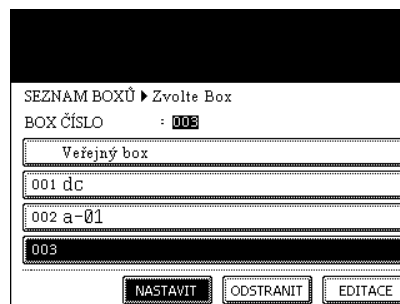 SEZNAM BOXŮ ▶ Zvolte Box
BOX ČÍSLO : 003
Veřejný box
001 dc
002 a-01
003
NASTAVIT ODSTRANIT EDITACE